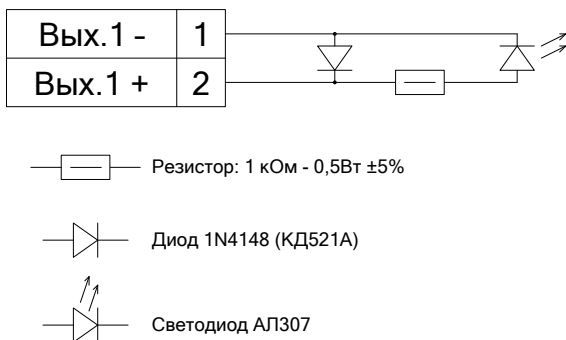 Вых.1 - 1
Вых.1 + 2
Резистор: 1 кОм - 0,5Вт ±5%
Диод 1N4148 (КД521А)
Светодиод АЛ307